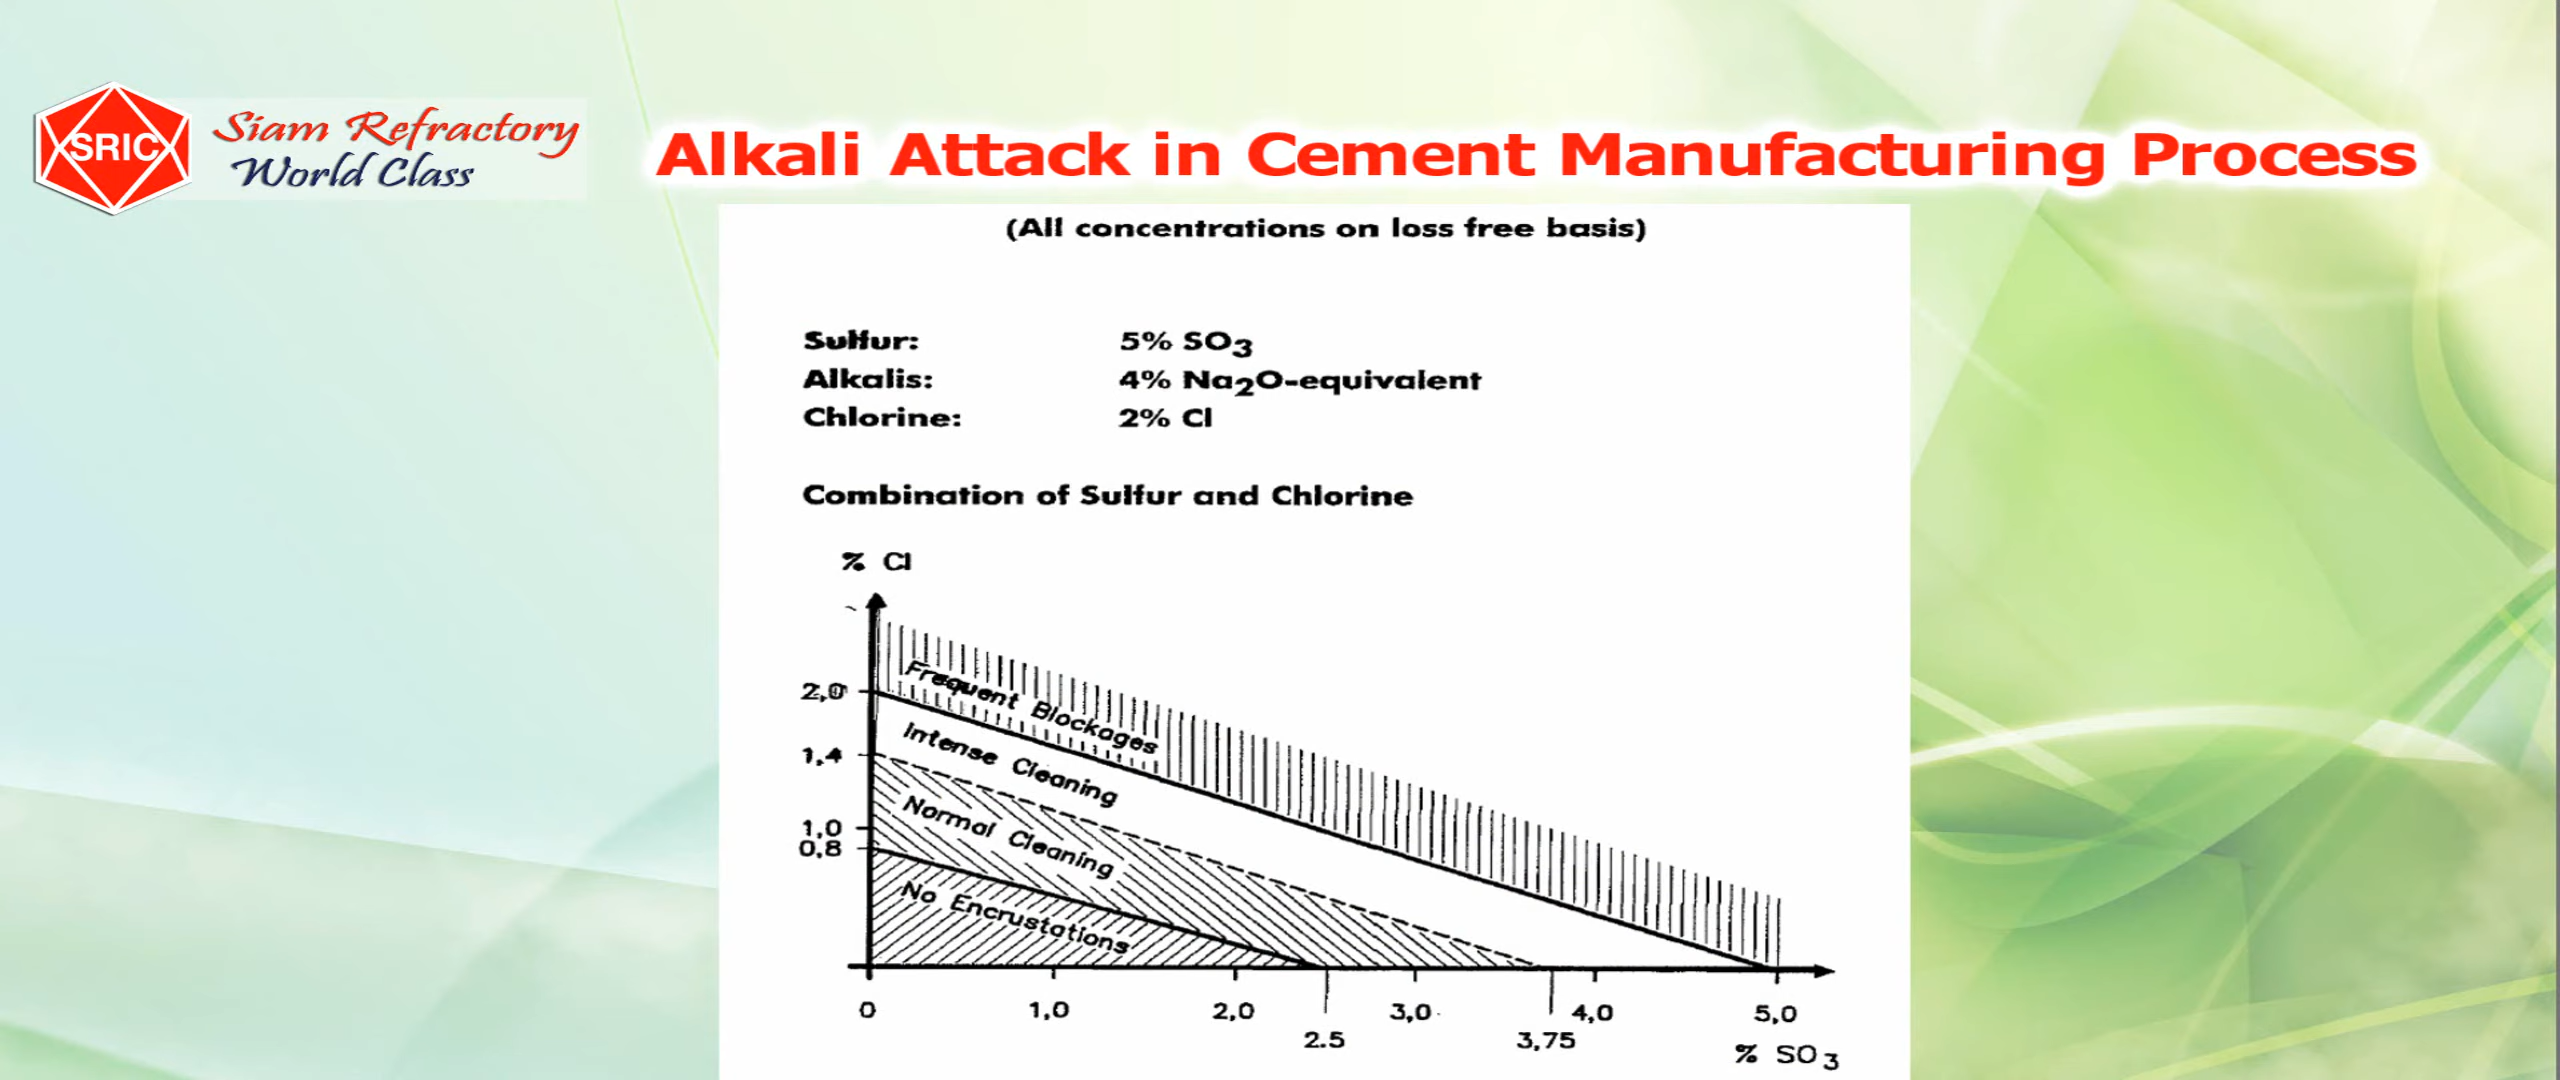 SRIC
Siam Refractory
World Class
Alkali Attack in Cement Manufacturing Process
(All concentrations on loss free basis)
Sulfur: 5% SO3
Alkalis: 4% Na2O-equivalent
Chlorine: 2% Cl
Combination of Sulfur and Chlorine
% Cl
2,0
1,4
1,0
0,8
Frequent Blockages
Intense Cleaning
Normal Cleaning
No Encrustations
0 1,0 2,0 3,0 4,0 5,0
2.5 3,75
% SO3